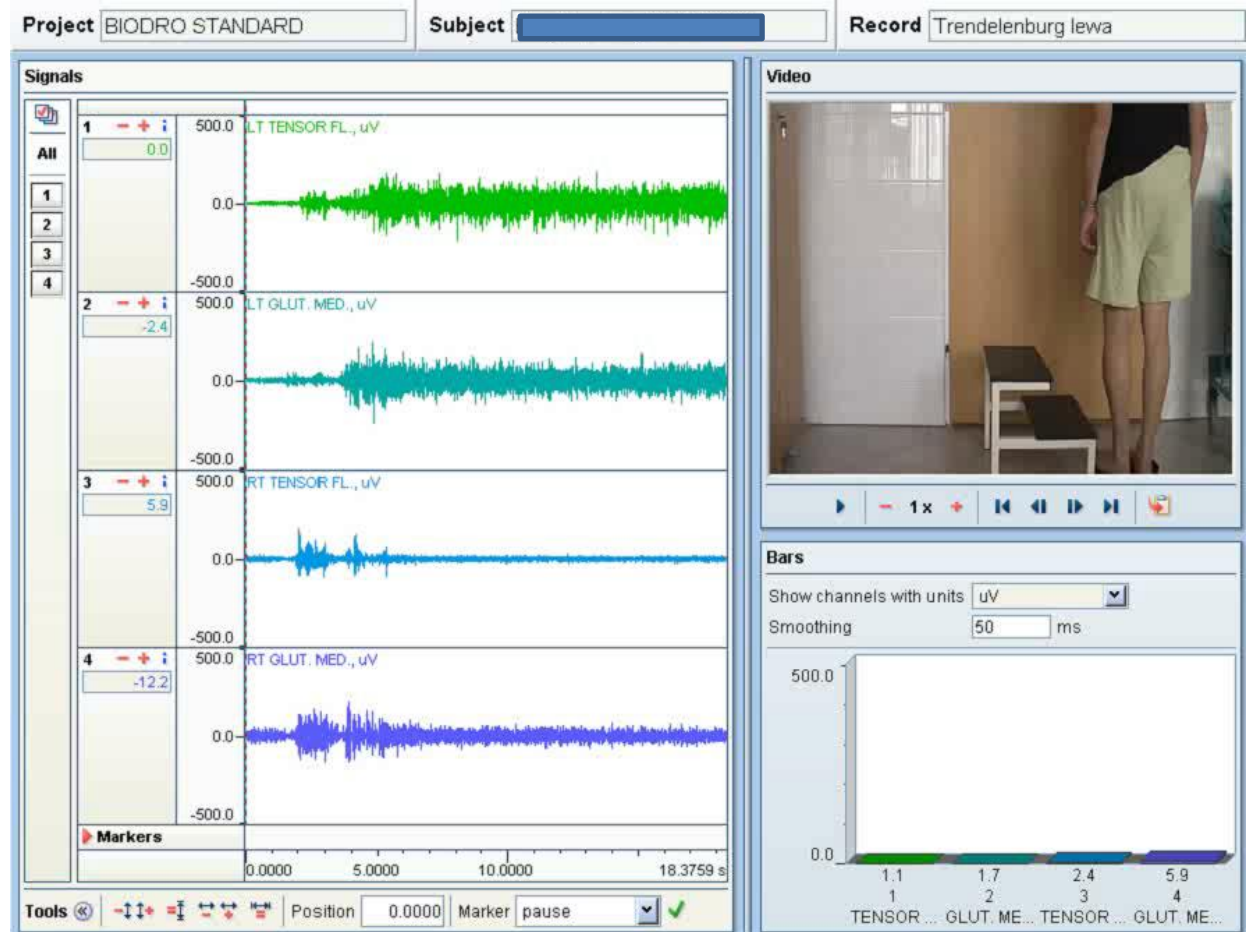 Project BIODRO STANDARD Subject Record Trendelenburg lewa
Signals
All
1
2
3
4
1 - + i 500.0 LT TENSOR FL., uV
0.0
0.0
-500.0
2 - + i 500.0 LT GLUT. MED., uV
-2.4
0.0
-500.0
3 - + i 500.0 RT TENSOR FL., uV
5.9
0.0
-500.0
4 - + i 500.0 RT GLUT. MED., uV
-12.2
0.0
-500.0
Markers
0.0000 5.0000 10.0000 18.3759 s
Tools Position 0.0000 Marker pause
Video
- 1 x +
Bars
Show channels with units uV
Smoothing 50 ms
500.0
0.0
1.1 1.7 2.4 5.9
1 2 3 4
TENSOR ... GLUT. ME... TENSOR ... GLUT. ME...